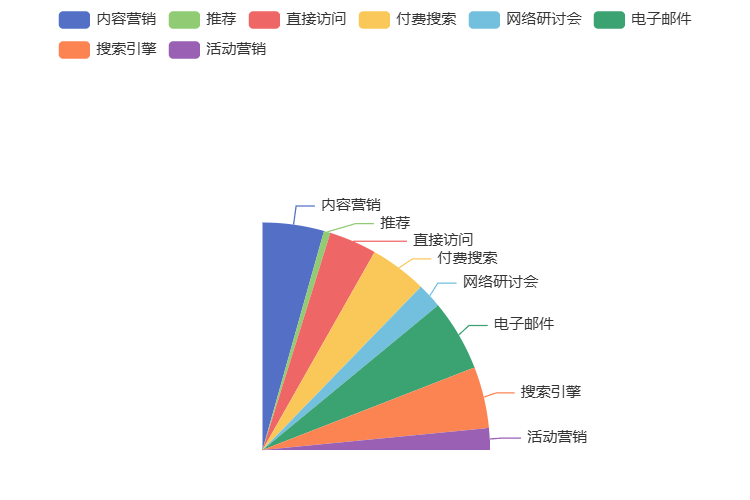 内容营销 推荐 直接访问 付费搜索 网络研讨会 电子邮件
搜索引擎 活动营销
内容营销
推荐
直接访问
付费搜索
网络研讨会
电子邮件
搜索引擎
活动营销